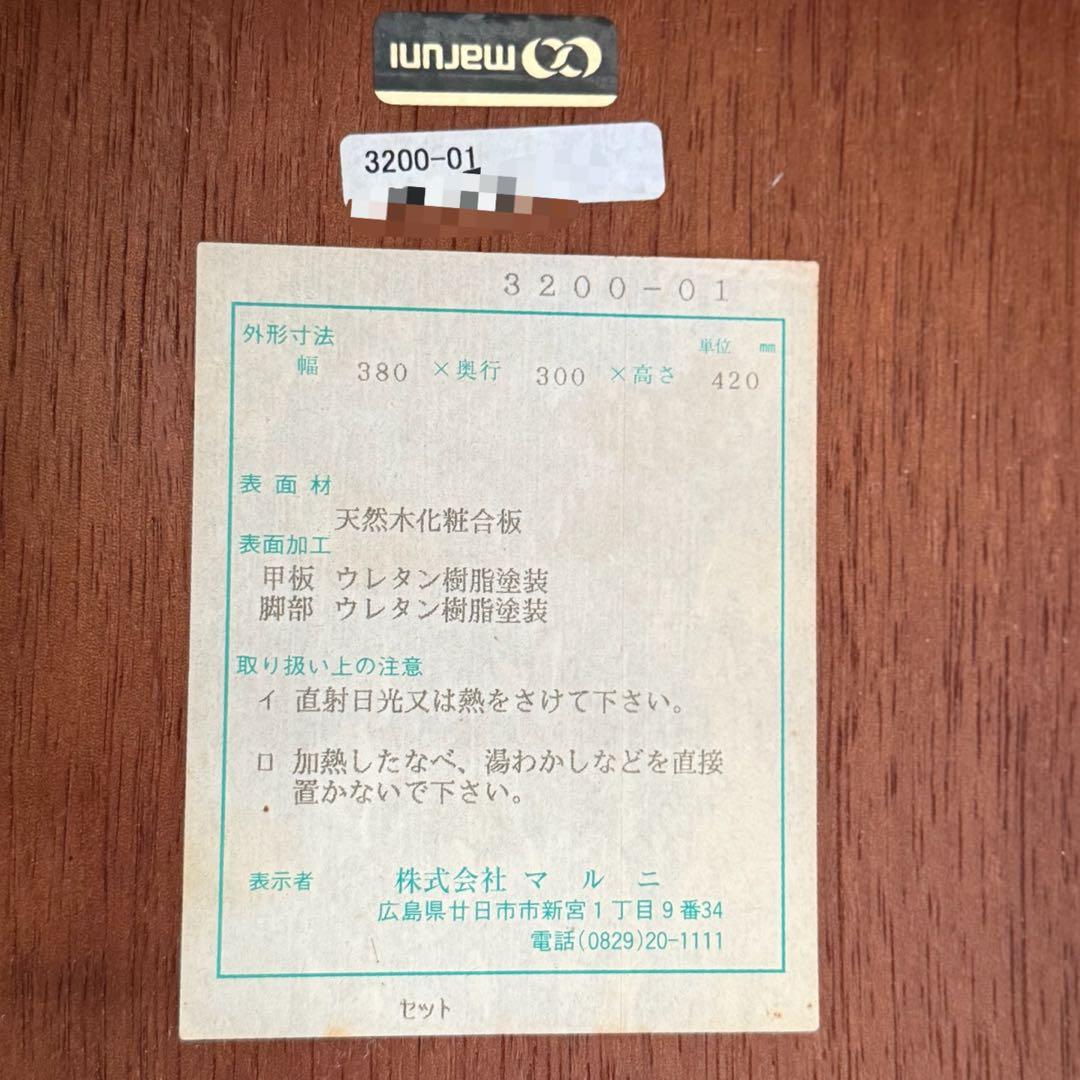 maruni
3200-01
3200-01
外形寸法
単位 mm
幅 380 ×奥行 300 ×高さ 420
表面材
天然木化粧合板
表面加工
甲板 ウレタン樹脂塗装
脚部 ウレタン樹脂塗装
取り扱い上の注意
イ 直射日光又は熱をさけて下さい。
ロ 加熱したなべ、湯わかしなどを直接
置かないで下さい。
表示者 株式会社 マルニ
広島県廿日市市新宮1丁目9番34
電話(0829)20-1111
セット